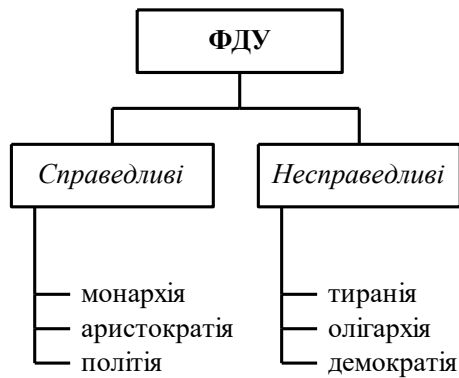 ФДУ
Справедливі
Несправедливі
монархія
аристократія
політія
тиранія
олігархія
демократія